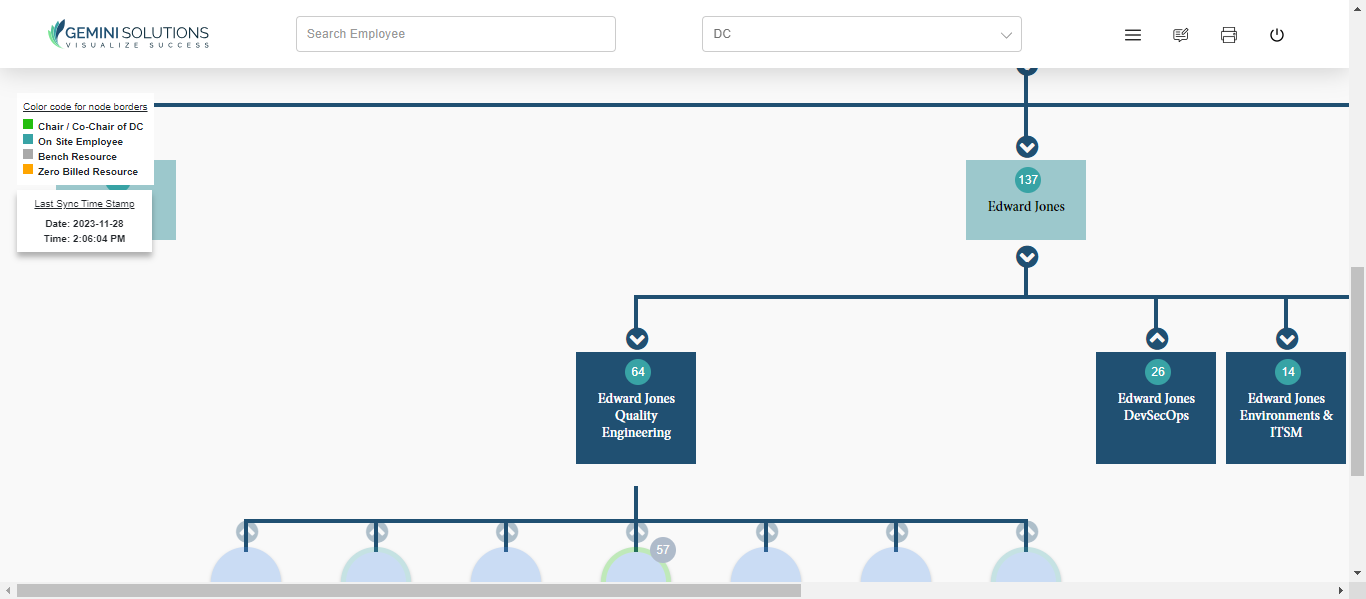 GEMINI SOLUTIONS
VISUALIZE SUCCESS
Search Employee
DC
Color code for node borders
Chair / Co-Chair of DC
On Site Employee
Bench Resource
Zero Billed Resource
Last Sync Time Stamp
Date: 2023-11-28
Time: 2:06:04 PM
137
Edward Jones
64
Edward Jones
Quality
Engineering
26
Edward Jones
DevSecOps
14
Edward Jones
Environments &
ITSM
57